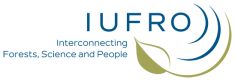 IUFRO
Interconnecting
Forests, Science and People